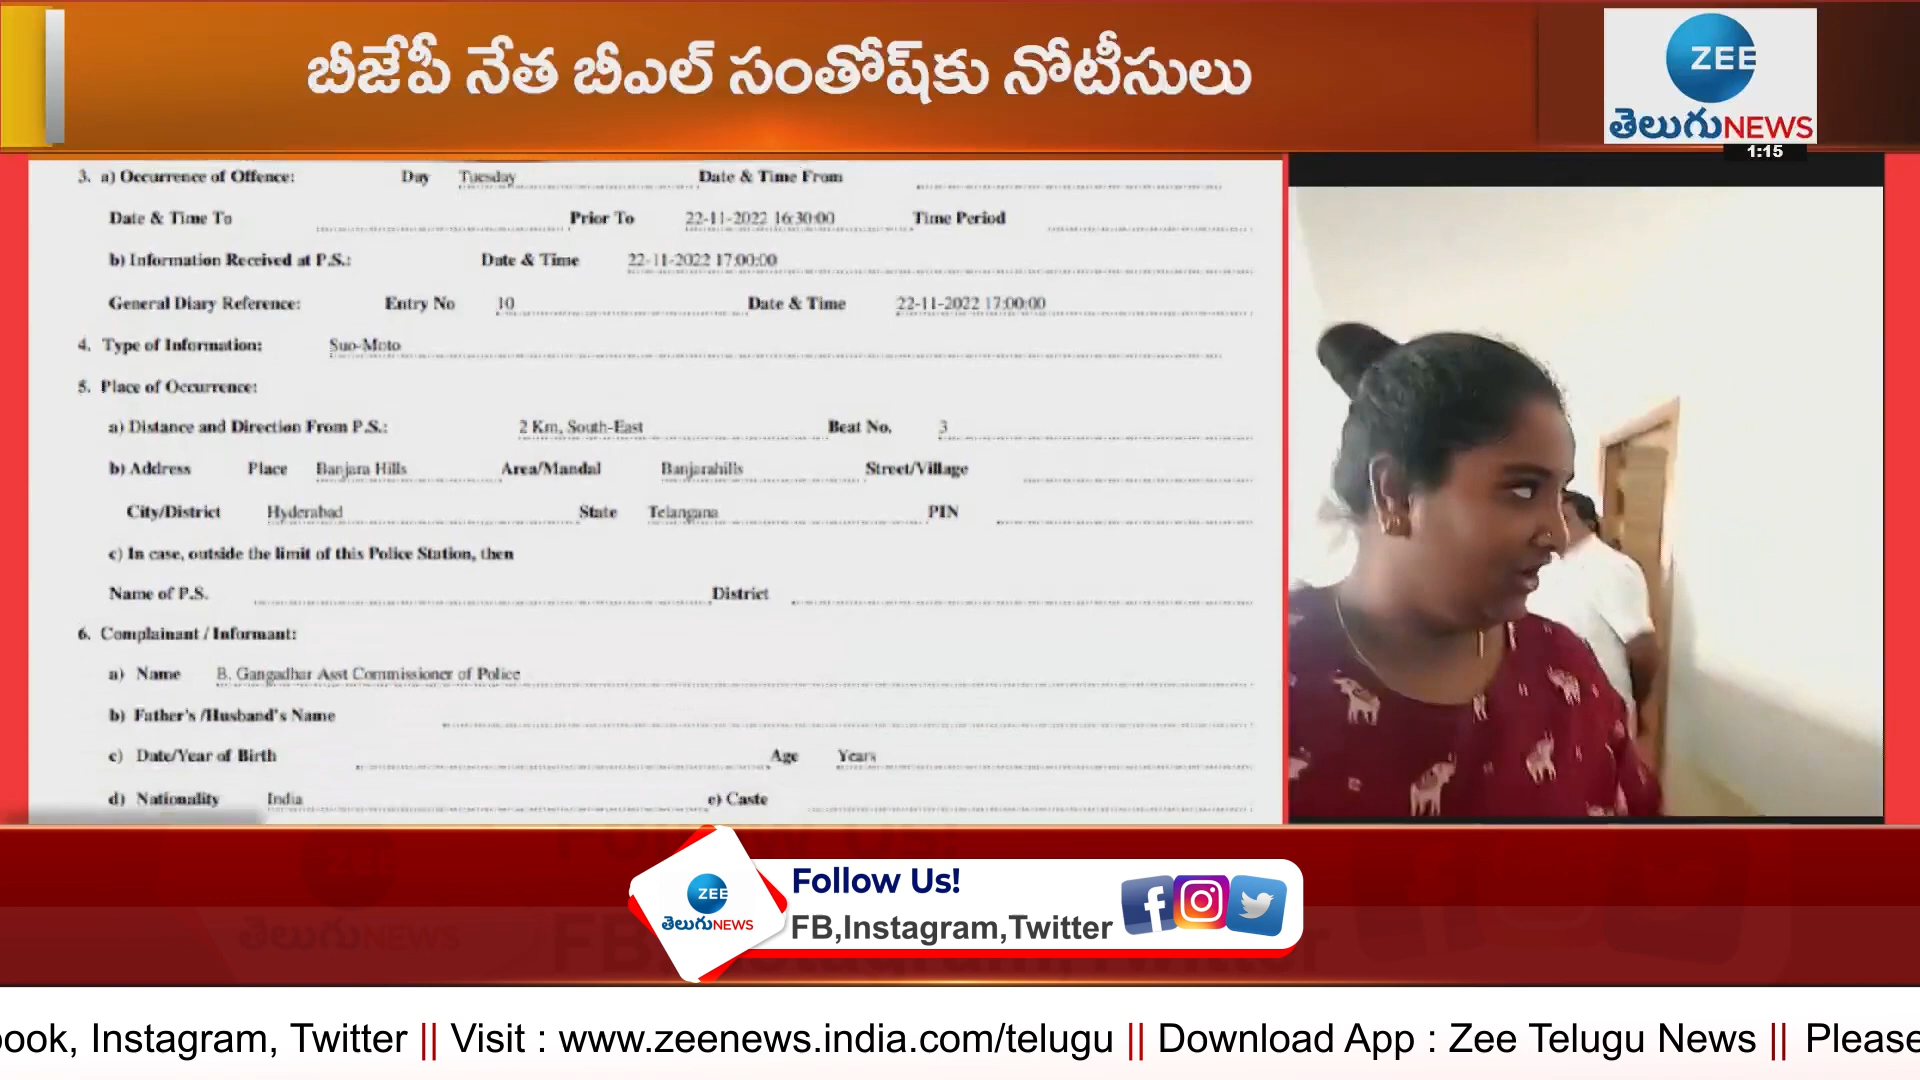 బీజేపీ నేత బీఎల్ సంతోష్‌కు నోటీసులు
ZEE
తెలుగు NEWS
1:15
3. a) Occurrence of Offence: Day Tuesday Date & Time From
Date & Time To Prior To 22-11-2022 16:30:00 Time Period
b) Information Received at P.S.: Date & Time 22-11-2022 17:00:00
General Diary Reference: Entry No 10 Date & Time 22-11-2022 17:00:00
4. Type of Information: Suo-Moto
5. Place of Occurrence:
a) Distance and Direction From P.S.: 2 Km, South-East Beat No. 3
b) Address Place Banjara Hills Area/Mandal Banjarahills Street/Village
City/District Hyderabad State Telangana PIN
c) In case, outside the limit of this Police Station, then
Name of P.S. District
6. Complainant / Informant:
a) Name B. Gangadhar Asst Commissioner of Police
b) Father's /Husband's Name
c) Date/Year of Birth Age Years
d) Nationality India e) Caste
ZEE
తెలుగు NEWS
Follow Us!
FB,Instagram,Twitter
ook, Instagram, Twitter || Visit : www.zeenews.india.com/telugu || Download App : Zee Telugu News || Please